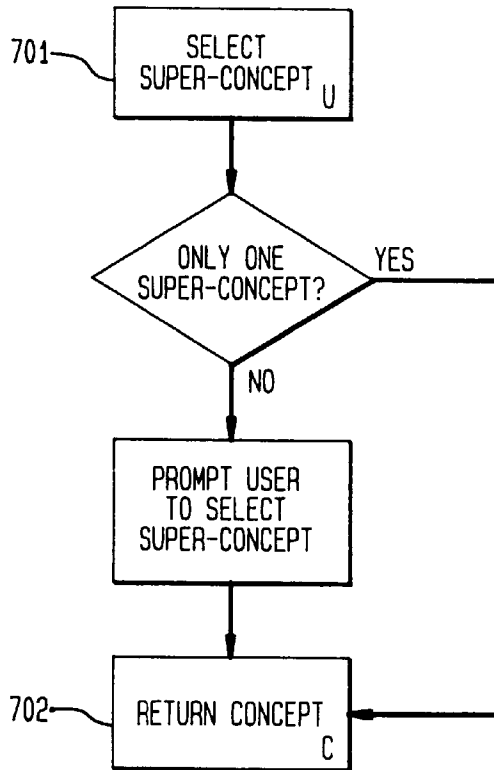 701
SELECT
SUPER-CONCEPT
U
ONLY ONE
SUPER-CONCEPT?
YES
NO
PROMPT USER
TO SELECT
SUPER-CONCEPT
702
RETURN CONCEPT
C